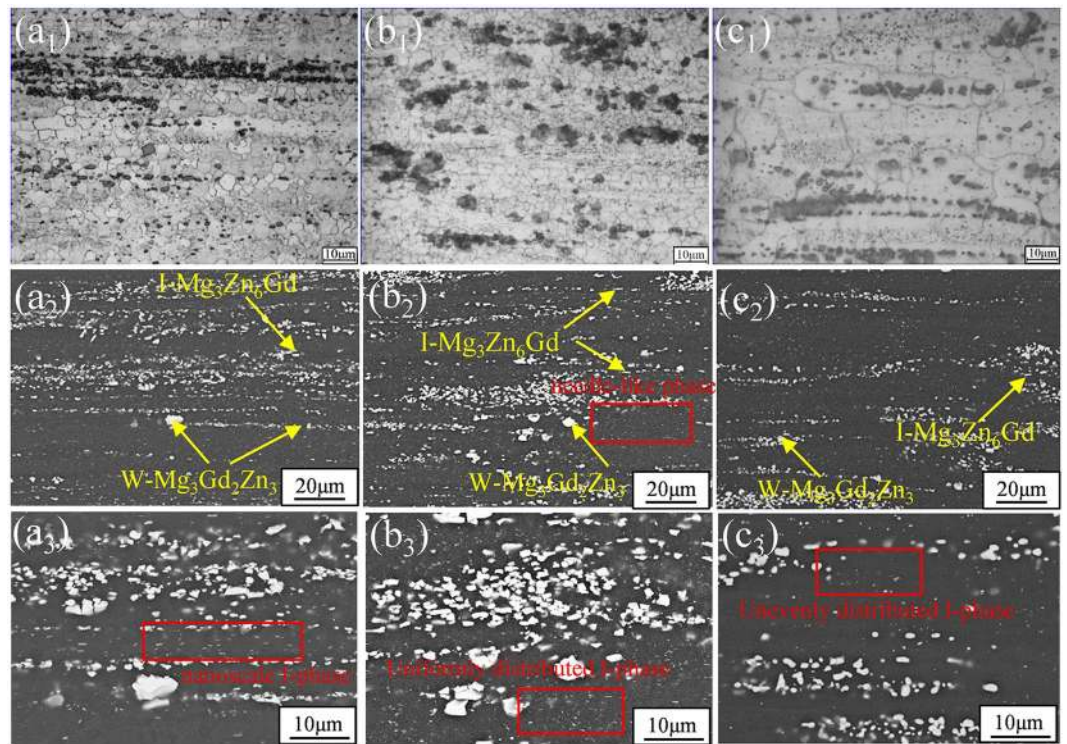 (a₁)
(b₁)
(c₁)
10μm
10μm
10μm
(a₂)
I-Mg₃Zn₆Gd
W-Mg₃Gd₂Zn₃
20μm
(b₂)
I-Mg₃Zn₆Gd
needle-like phase
W-Mg₃Gd₂Zn₃
20μm
(c₂)
I-Mg₃Zn₆Gd
W-Mg₃Gd₂Zn₃
20μm
(a₃)
nanoscale I-phase
10μm
(b₃)
Uniformly distributed I-phase
10μm
(c₃)
Unevenly distributed I-phase
10μm